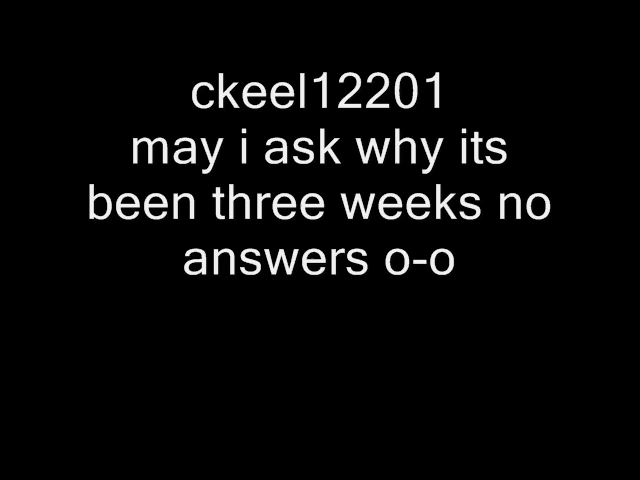 ckeel12201
may i ask why its
been three weeks no
answers o-o